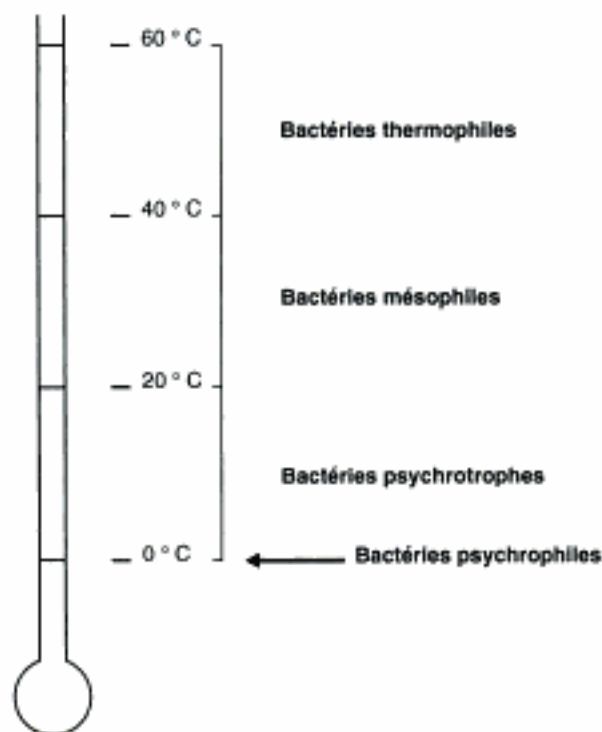 60 ° C
Bactéries thermophiles
40 ° C
Bactéries mésophiles
20 ° C
Bactéries psychrotrophes
0 ° C
Bactéries psychrophiles